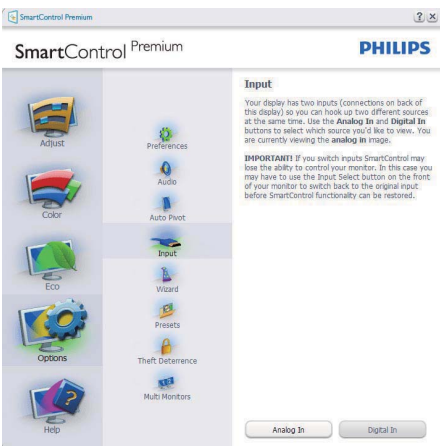 SmartControl Premium
SmartControl Premium
PHILIPS
Adjust
Color
Eco
Options
Help
Preferences
Audio
Auto Pivot
Input
Wizard
Presets
Theft Deterrence
Multi Monitors
Input
Your display has two inputs (connections on back of
this display) so you can hook up two different sources
at the same time. Use the Analog In and Digital In
buttons to select which source you'd like to view. You
are currently viewing the analog in image.
IMPORTANT! If you switch inputs SmartControl may
lose the ability to control your monitor. In this case you
may have to use the Input Select button on the front
of your monitor to switch back to the original input
before SmartControl functionality can be restored.
Analog In
Digital In